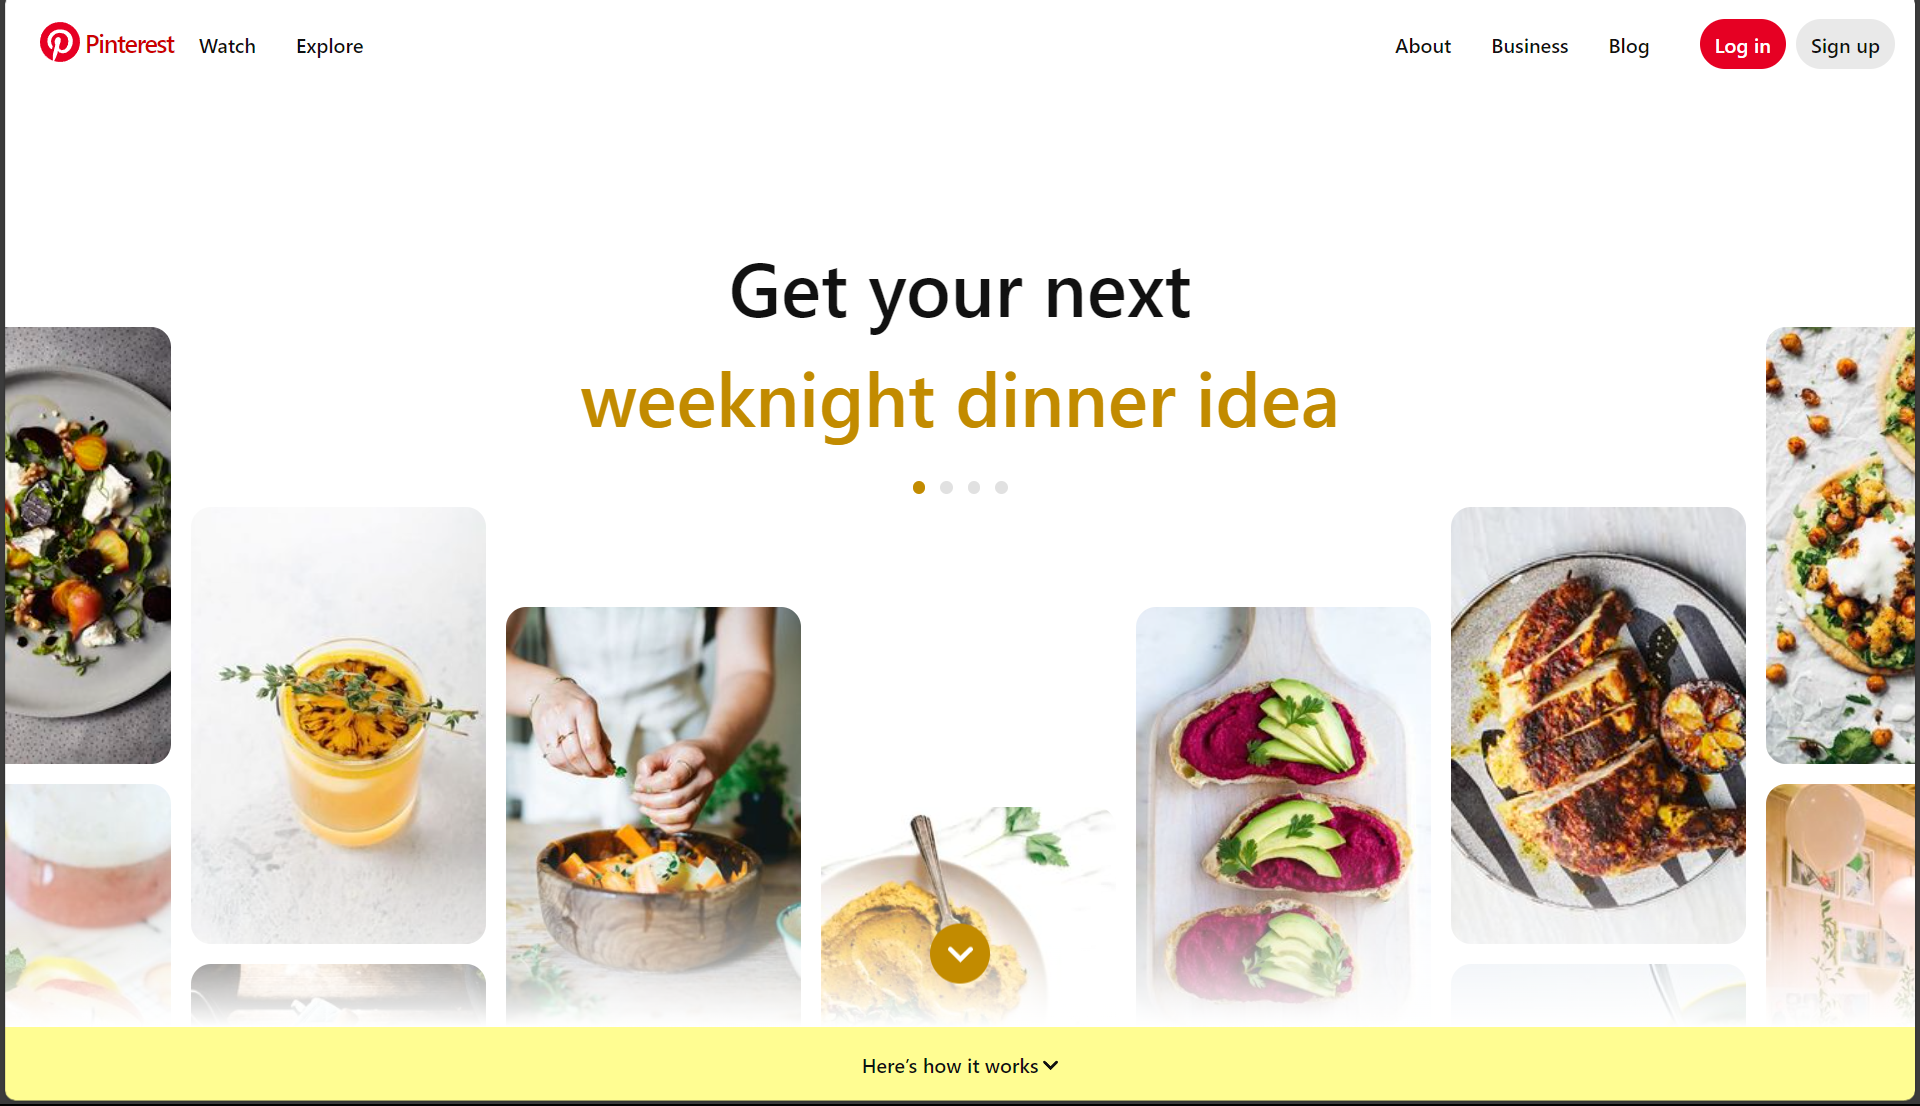 Pinterest Watch Explore About Business Blog Log in Sign up
Get your next
weeknight dinner idea
Here’s how it works